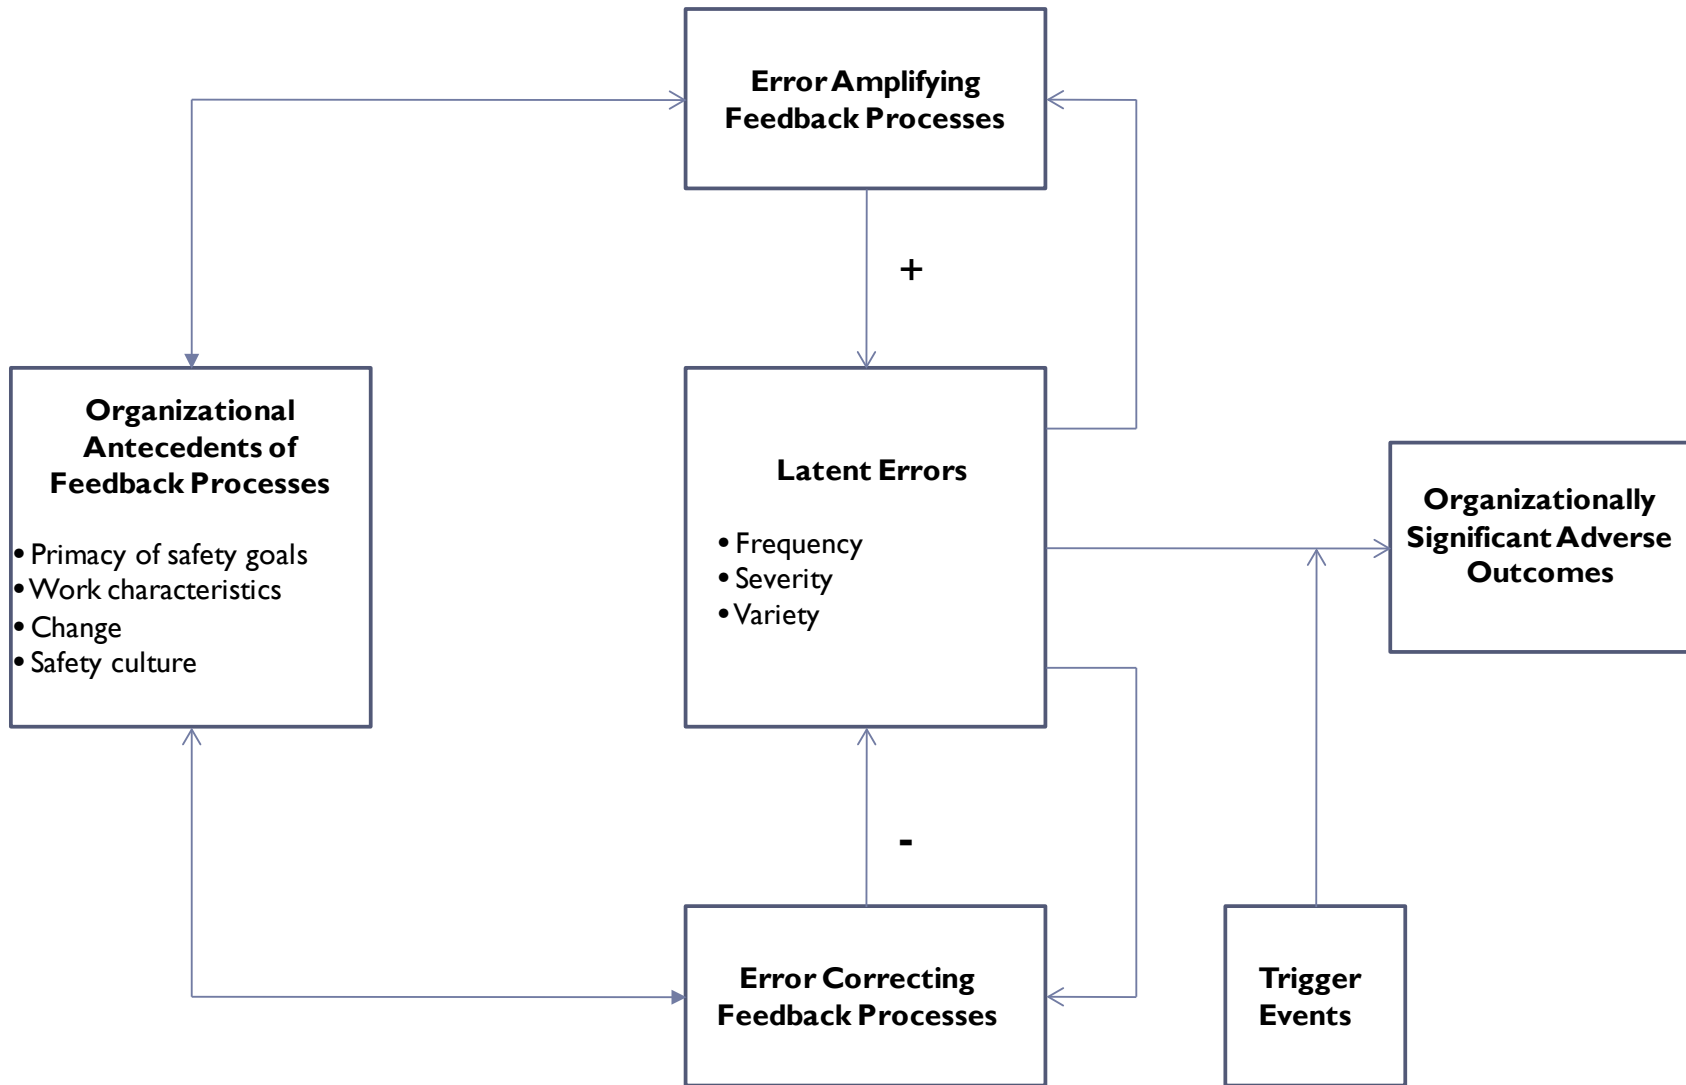 Error Amplifying
Feedback Processes
+
Organizational
Antecedents of
Feedback Processes
• Primacy of safety goals
• Work characteristics
• Change
• Safety culture
Latent Errors
• Frequency
• Severity
• Variety
Organizationally
Significant Adverse
Outcomes
-
Error Correcting
Feedback Processes
Trigger
Events